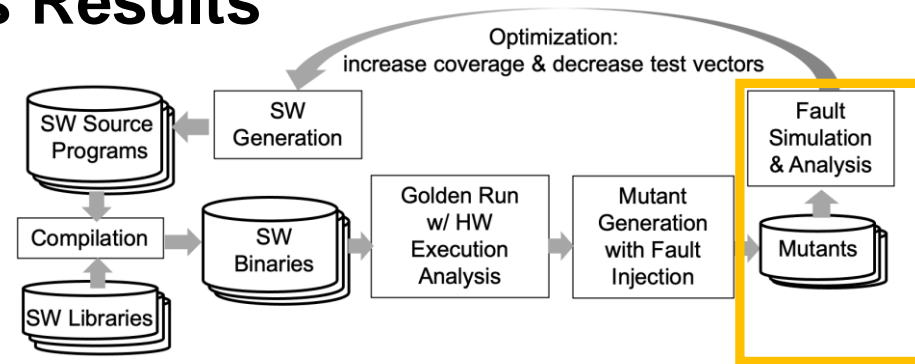 s Results
Optimization:
increase coverage & decrease test vectors
SW Source
Programs
SW
Generation
Fault
Simulation
& Analysis
Compilation
SW
Binaries
Golden Run
w/ HW
Execution
Analysis
Mutant
Generation
with Fault
Injection
Mutants
SW Libraries